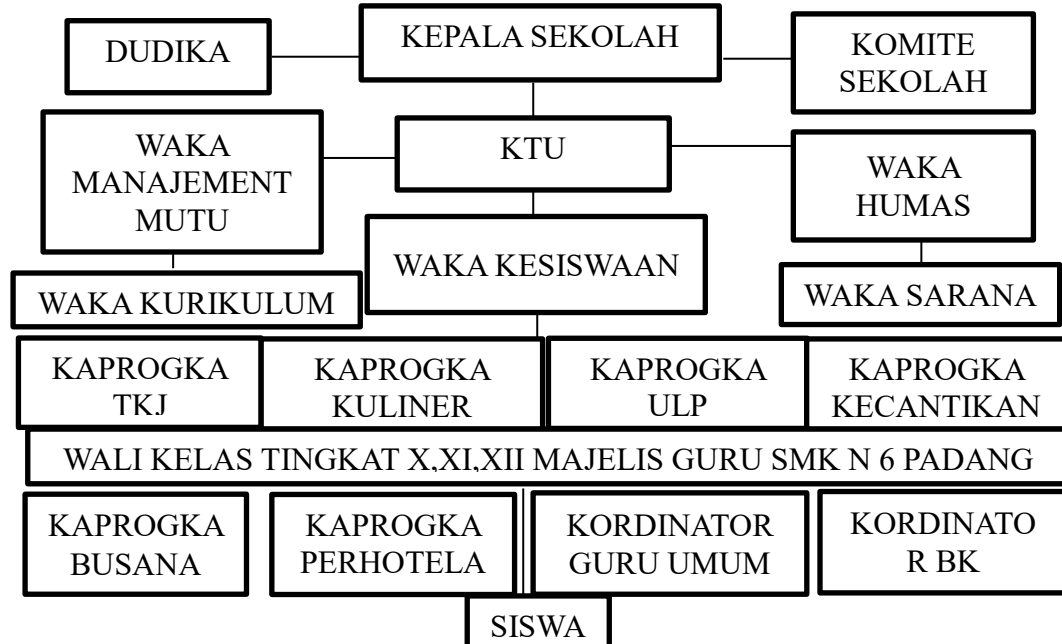 DUDIKA
KEPALA SEKOLAH
KOMITE
SEKOLAH
WAKA
MANAJEMENT
MUTU
KTU
WAKA
HUMAS
WAKA KURIKULUM
WAKA KESISWAAN
WAKA SARANA
KAPROGKA
TKJ
KAPROGKA
KULINER
KAPROGKA
ULP
KAPROGKA
KECANTIKAN
WALI KELAS TINGKAT X,XI,XII MAJELIS GURU SMK N 6 PADANG
KAPROGKA
BUSANA
KAPROGKA
PERHOTELA
KORDINATOR
GURU UMUM
KORDINATO
R BK
SISWA